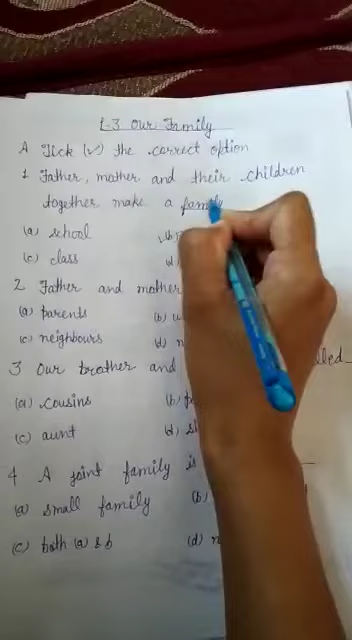 L-3 Our Family
A Tick (✓) the correct option
1 Father, mother and their children
together make a family
(a) school (b)
(c) class (d)
2 Father and mother
(a) parents (b)
(c) neighbours (d)
3 Our brother and
(a) cousins (b)
(c) aunt (d)
4 A joint family is
(a) small family (b)
(c) both (a) & b (d)